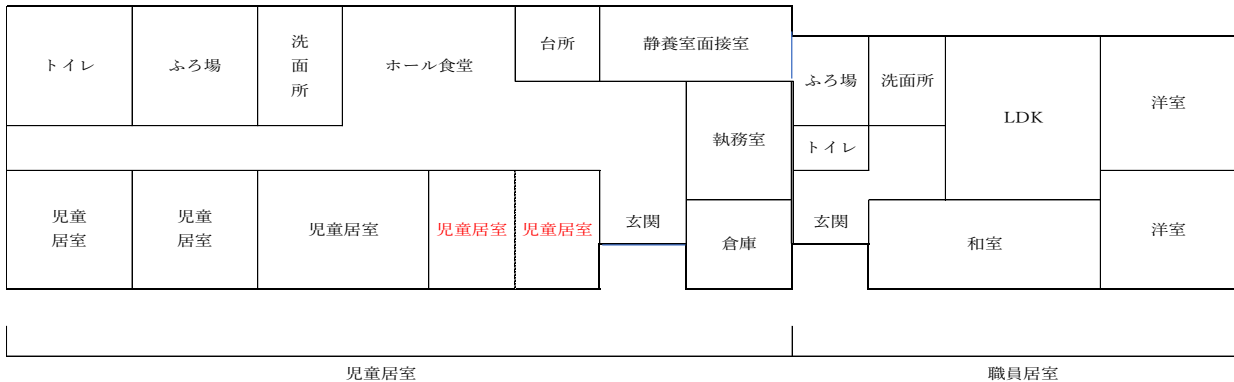 トイレ
ふろ場
洗
面
所
ホール食堂
台所
静養室面接室
ふろ場
洗面所
LDK
洋室
執務室
トイレ
児童
居室
児童
居室
児童居室
児童居室
児童居室
玄関
倉庫
玄関
和室
洋室
児童居室
職員居室